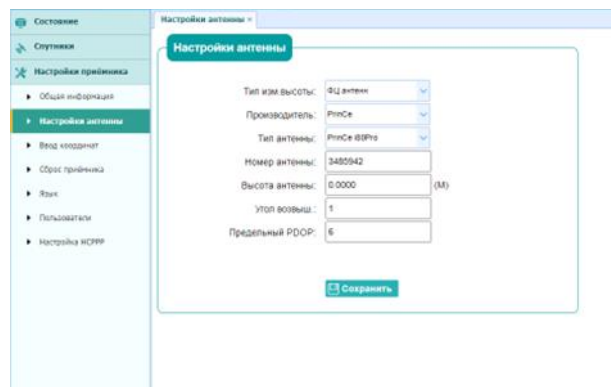 Состояние
Спутники
Настройки приёмника
Общая информация
Настройки антенны
Ввод координат
Сброс приёмника
Язык
Пользователи
Настройка HCPPP
Настройки антенны ×
Настройки антенны
Тип изм.высоты: ФЦ антенн
Производитель: PrinCe
Тип антенны: PrinCe i80Pro
Номер антенны: 3485942
Высота антенны: 0.0000 (М)
Угол возвыш.: 1
Предельный PDOP: 6
Сохранить